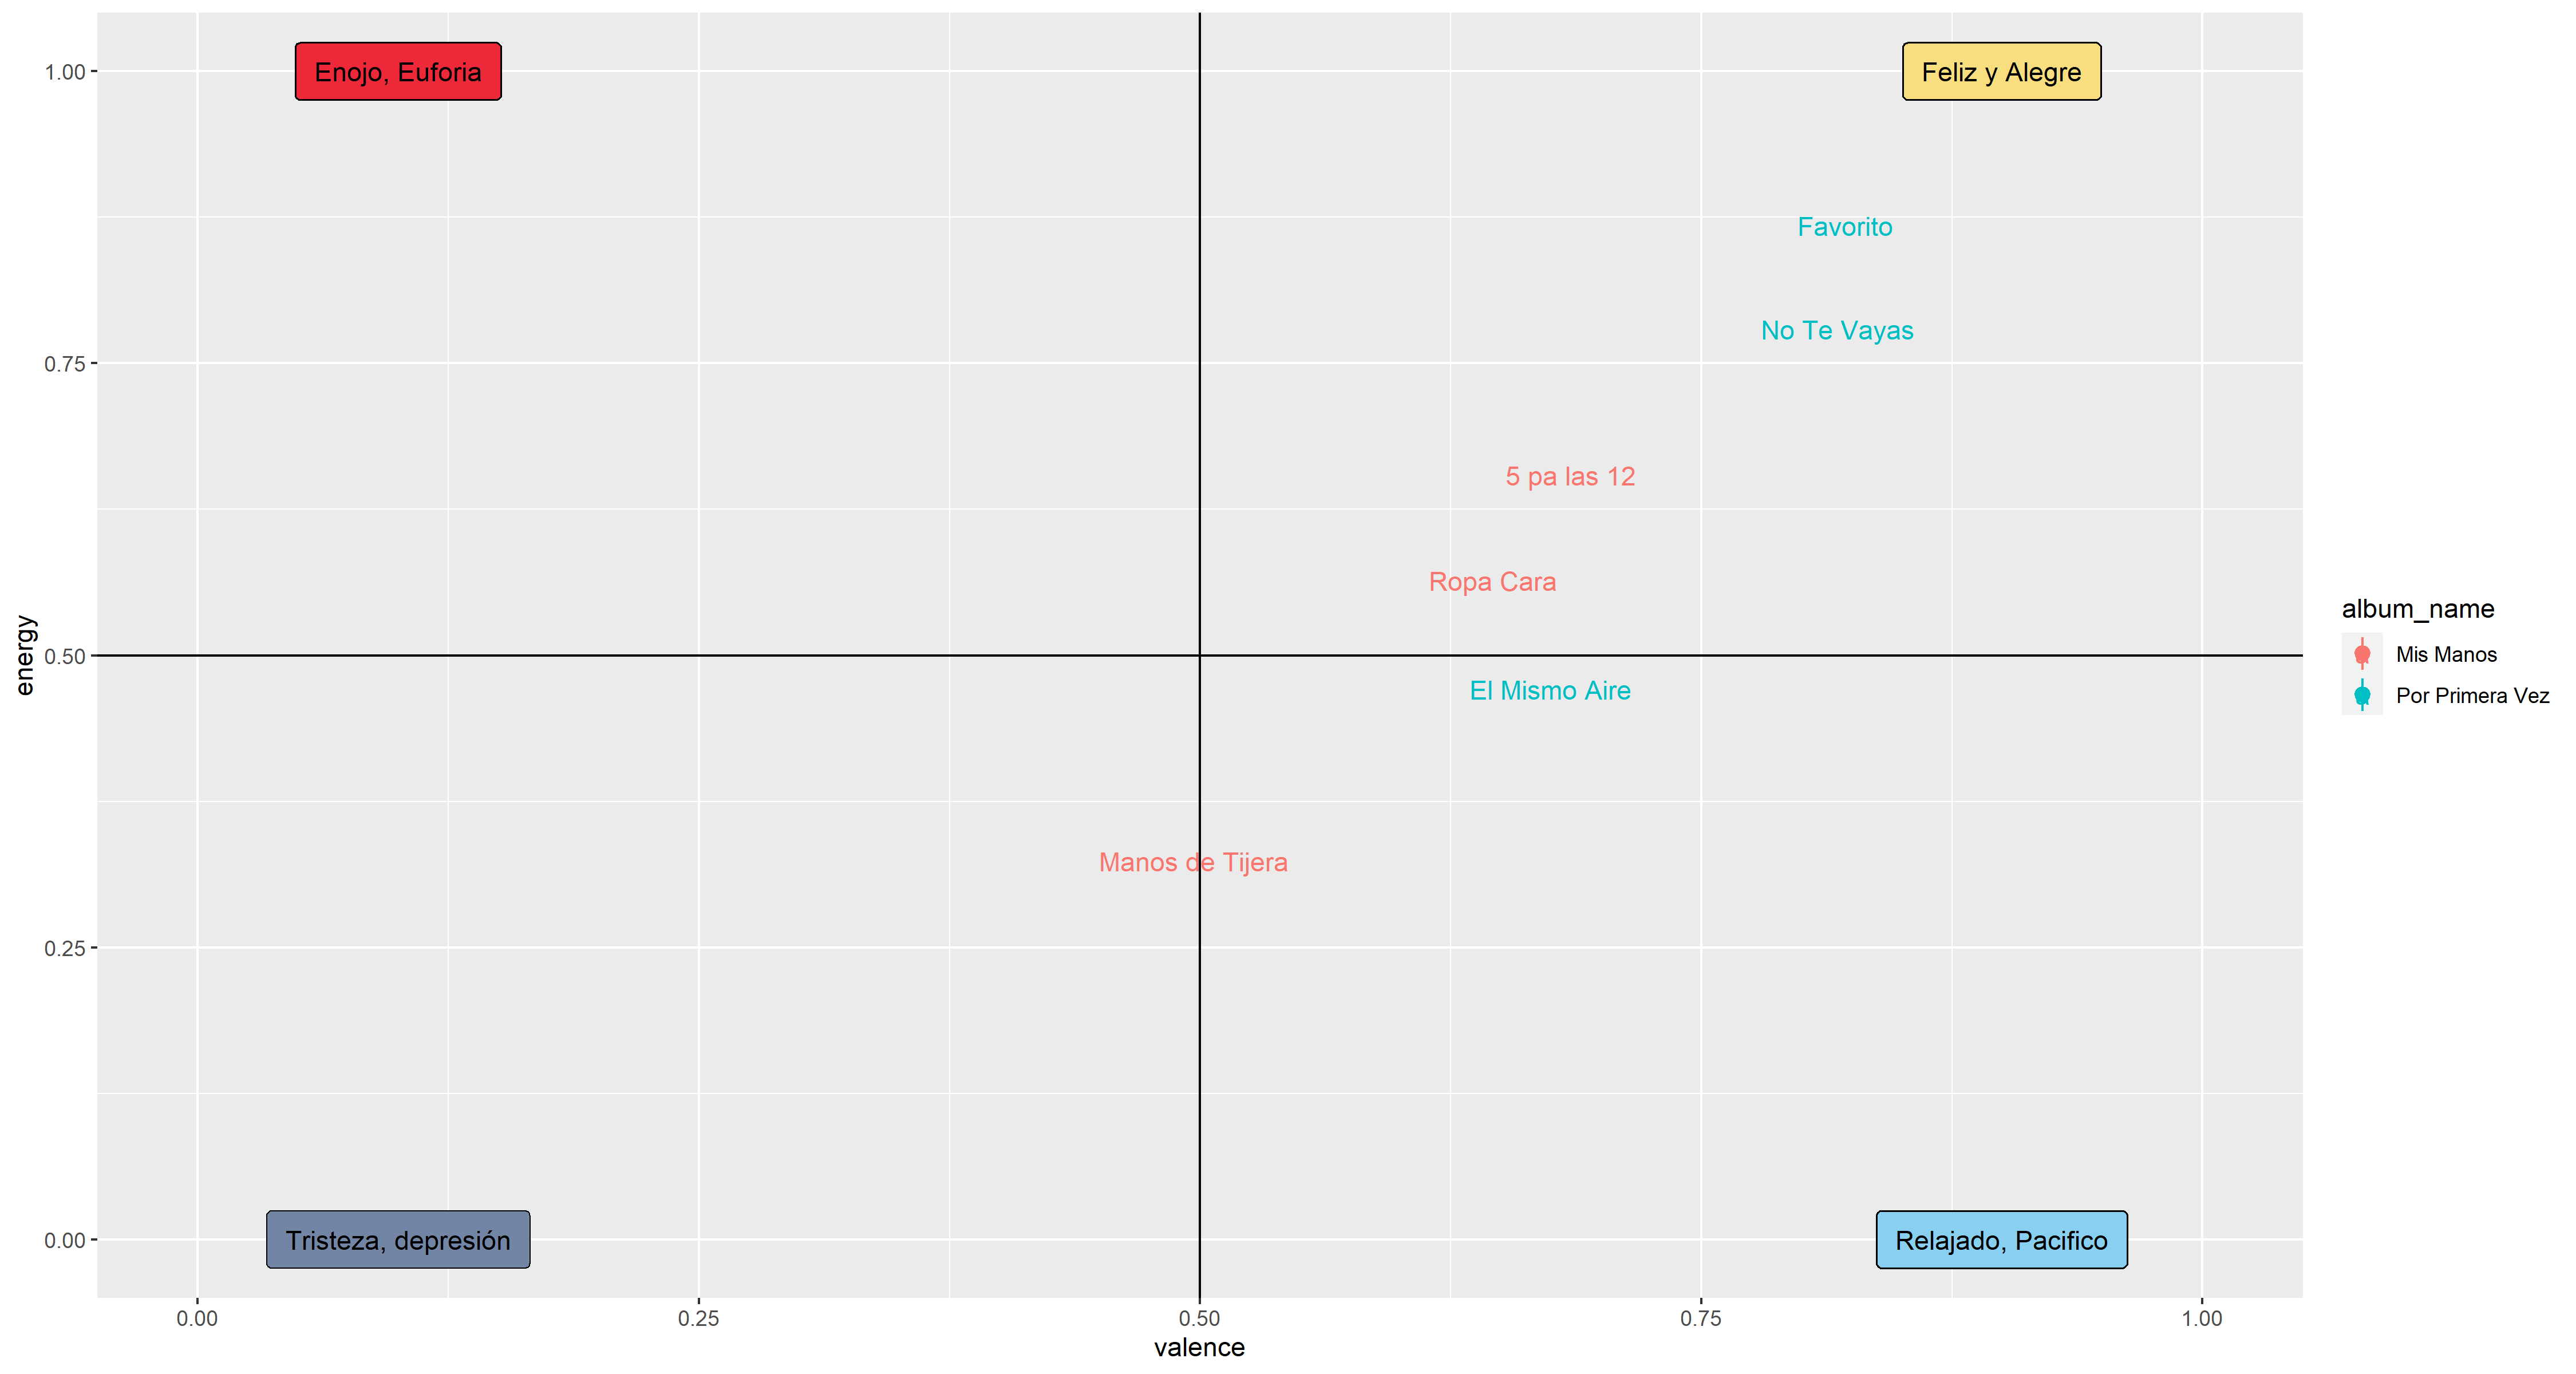 Enojo, Euforia
Feliz y Alegre
1.00
Favorito
No Te Vayas
0.75
5 pa las 12
Ropa Cara
energy
0.50
El Mismo Aire
Manos de Tijera
0.25
Tristeza, depresión
Relajado, Pacifico
0.00
0.00
0.25
0.50
0.75
1.00
valence
album_name
Mis Manos
Por Primera Vez